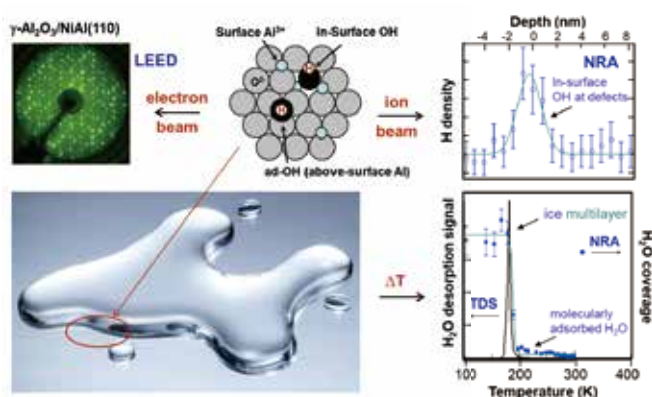 γ-Al₂O₃/NiAl(110)
LEED
Surface Al³⁺
In-Surface OH
O²⁻
H
H
electron
beam
ion
beam
ad-OH (above-surface Al)
Depth (nm)
-4 -2 0 2 4 6 8
NRA
In-surface
OH at defects
H density
ΔT
H₂O desorption signal
ice multilayer
NRA
TDS
molecularly
adsorbed H₂O
H₂O coverage
100 200 300 400
Temperature (K)